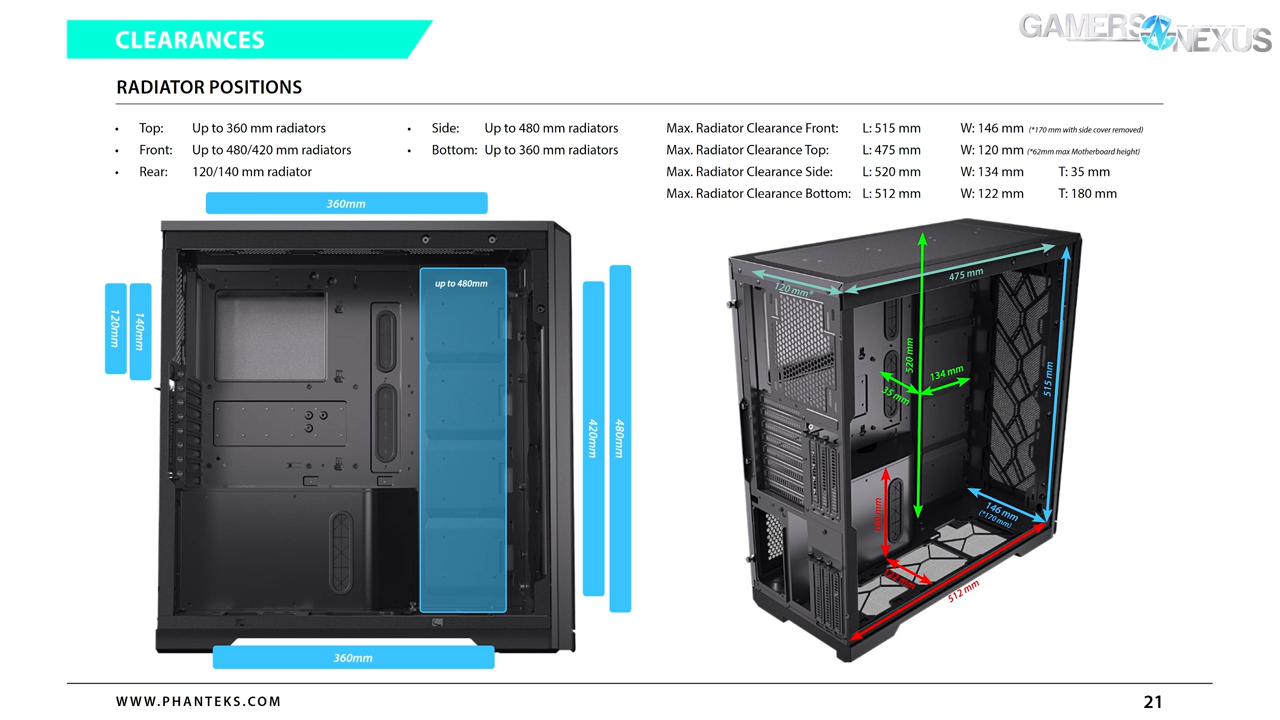 CLEARANCES
GAMERS NEXUS
RADIATOR POSITIONS
• Top: Up to 360 mm radiators
• Front: Up to 480/420 mm radiators
• Rear: 120/140 mm radiator
• Side: Up to 480 mm radiators
• Bottom: Up to 360 mm radiators
Max. Radiator Clearance Front: L: 515 mm W: 146 mm (*170 mm with side cover removed)
Max. Radiator Clearance Top: L: 475 mm W: 120 mm (*62mm max Motherboard height)
Max. Radiator Clearance Side: L: 520 mm W: 134 mm T: 35 mm
Max. Radiator Clearance Bottom: L: 512 mm W: 122 mm T: 180 mm
360mm
up to 480mm
120mm
140mm
420mm
480mm
360mm
120 mm*
475 mm
520 mm
134 mm
35 mm
515 mm
180 mm
146 mm
(*170 mm)
512 mm
WWW.PHANTEKS.COM
21